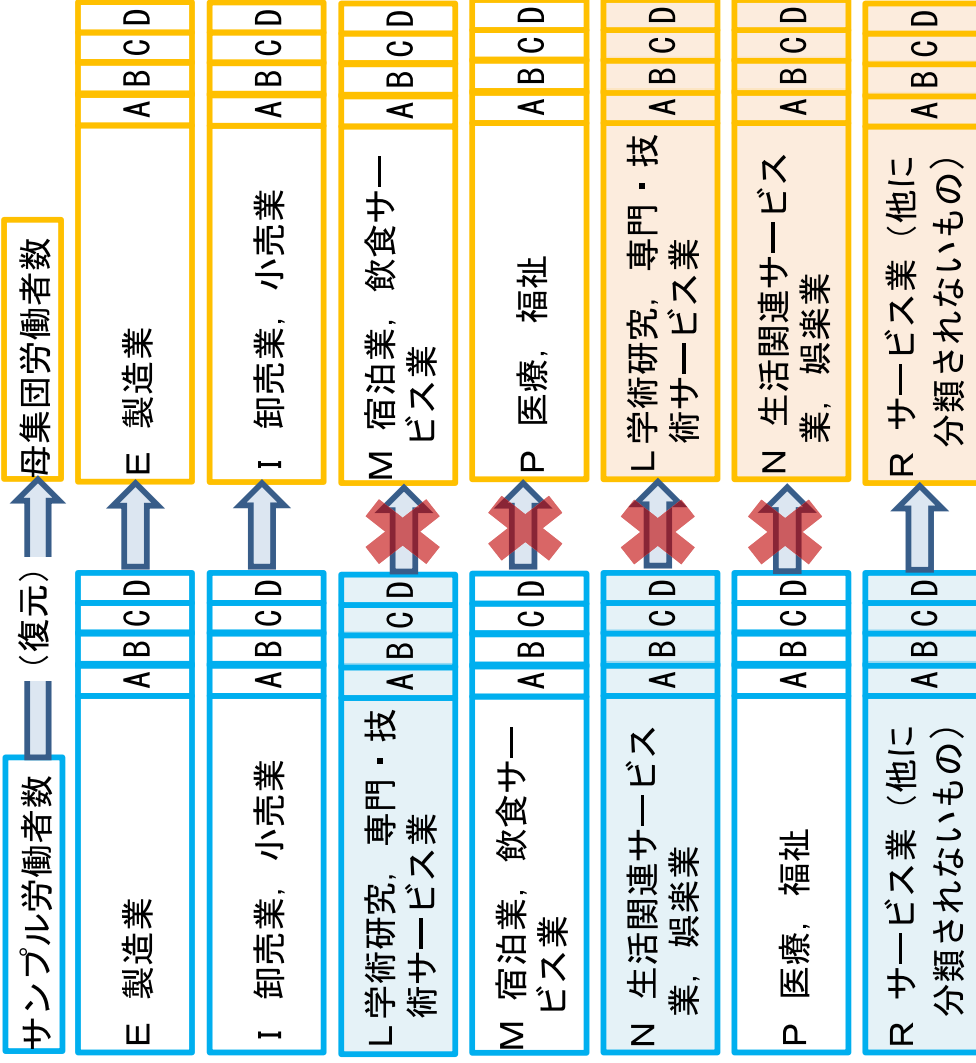 サンプル労働者数
（復元）
母集団労働者数
E 製造業
A B C D
E 製造業
A B C D
I 卸売業，小売業
A B C D
I 卸売業，小売業
A B C D
L学術研究，専門・技
術サービス業
A B C D
M 宿泊業，飲食サー
ビス業
A B C D
M 宿泊業，飲食サー
ビス業
A B C D
P 医療，福祉
A B C D
N 生活関連サービス
業，娯楽業
A B C D
L学術研究，専門・技
術サービス業
A B C D
P 医療，福祉
A B C D
N 生活関連サービス
業，娯楽業
A B C D
R サービス業（他に
分類されないもの）
A B C D
R サービス業（他に
分類されないもの）
A B C D